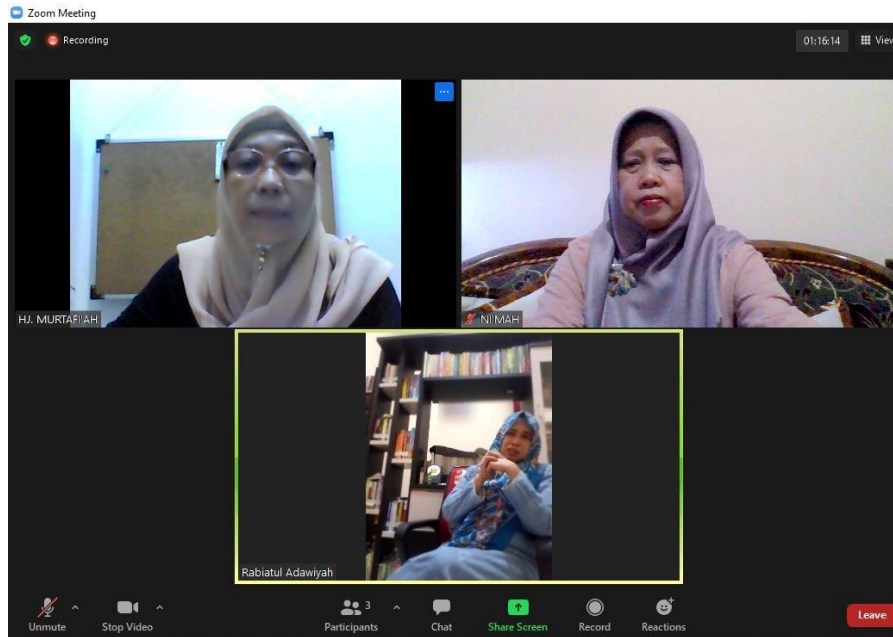 Zoom Meeting
Recording
01:16:14 View
HJ. MURTAFI'AH
NI'MAH
Rabiatul Adawiyah
3
Unmute Stop Video Participants Chat Share Screen Record Reactions
Leave